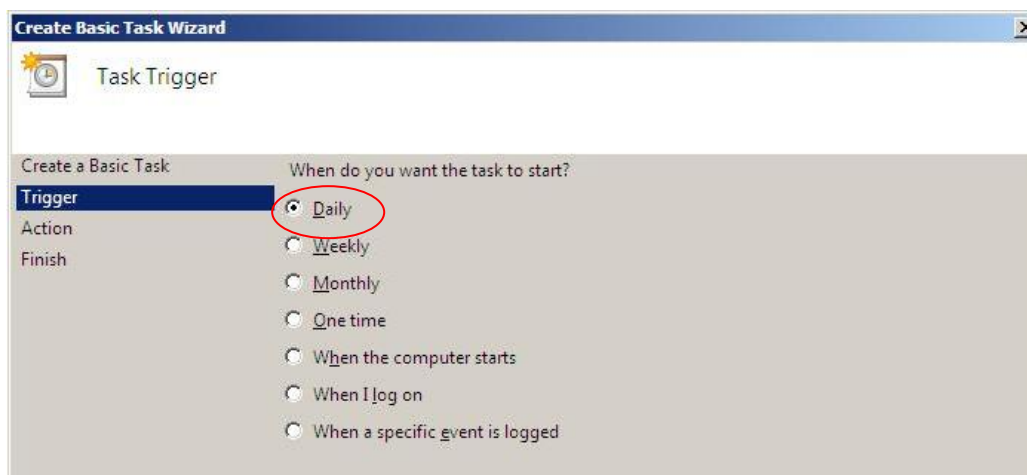 Create Basic Task Wizard
Task Trigger
Create a Basic Task
Trigger
Action
Finish
When do you want the task to start?
Daily
Weekly
Monthly
One time
When the computer starts
When I log on
When a specific event is logged